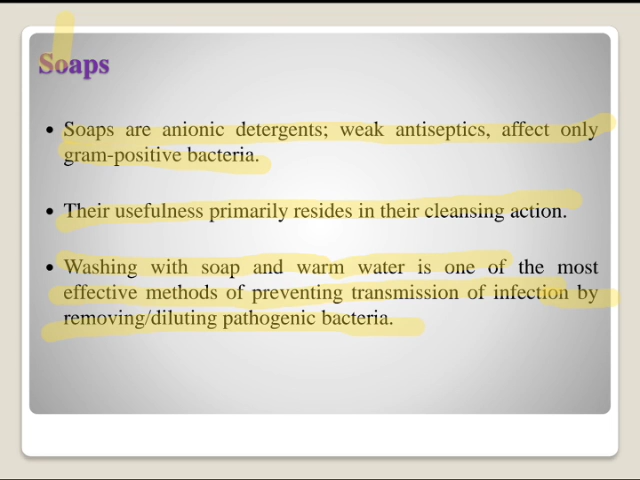 Soaps
• Soaps are anionic detergents; weak antiseptics, affect only
gram-positive bacteria.
• Their usefulness primarily resides in their cleansing action.
• Washing with soap and warm water is one of the most
effective methods of preventing transmission of infection by
removing/diluting pathogenic bacteria.